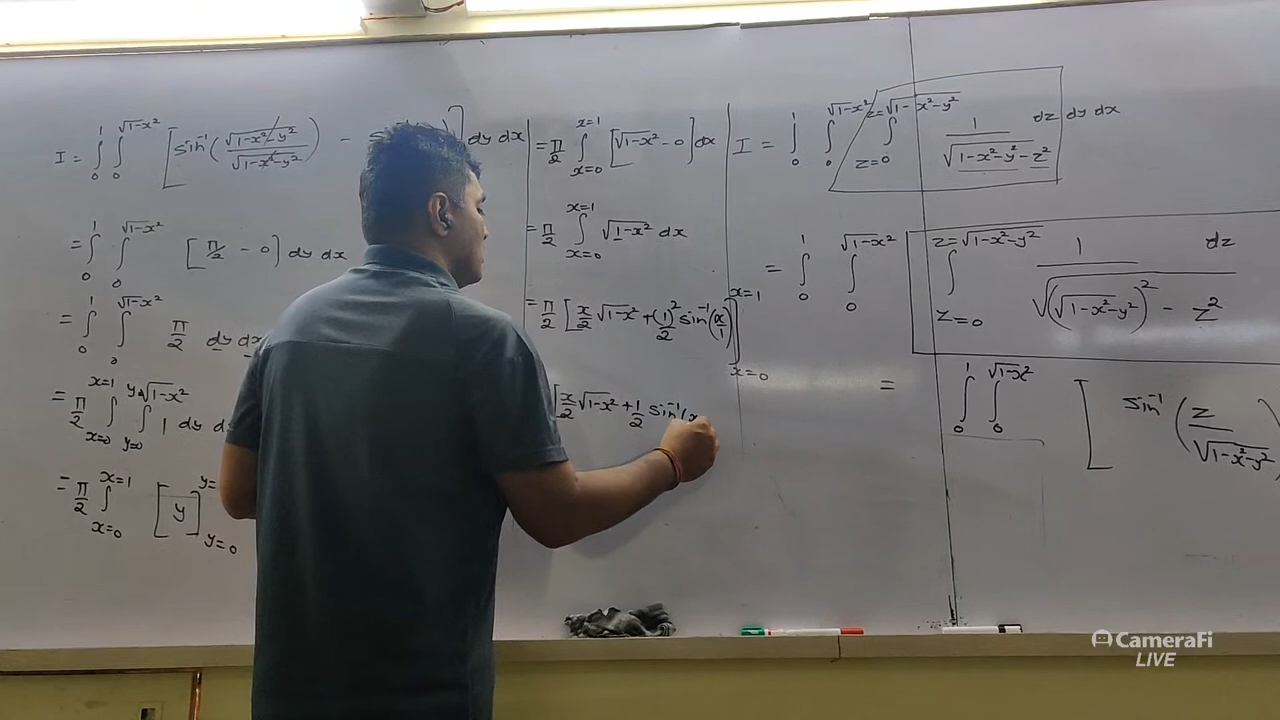 I = ∫₀¹ ∫₀^√1-x² [sin⁻¹(√1-x²-y² / √1-x²-y²) - ] dy dx
= ∫₀¹ ∫₀^√1-x² [π/2 - 0] dy dx
= ∫₀¹ ∫₀^√1-x² π/2 dy dx
= π/2 ∫_{x=0}^{x=1} ∫_{y=0}^{y=√1-x²} 1 dy
= π/2 ∫_{x=0}^{x=1} [y]_{y=0}^{y=
= π/2 ∫_{x=0}^{x=1} [√1-x² - 0] dx
= π/2 ∫_{x=0}^{x=1} √1-x² dx
= π/2 [x/2 √1-x² + (1)²/2 sin⁻¹(x/1)]_{x=0}^{x=1}
[x/2 √1-x² + 1/2 sin⁻¹(x
I = ∫₀¹ ∫₀^√1-x² ∫_{z=0}^{z=√1-x²-y²} 1/√1-x²-y²-z² dz dy dx
= ∫₀¹ ∫₀^√1-x² ∫_{z=0}^{z=√1-x²-y²} 1/√(√1-x²-y²)² - z² dz
= ∫₀¹ ∫₀^√1-x² [sin⁻¹(z/√1-x²-y²)
CameraFi
LIVE